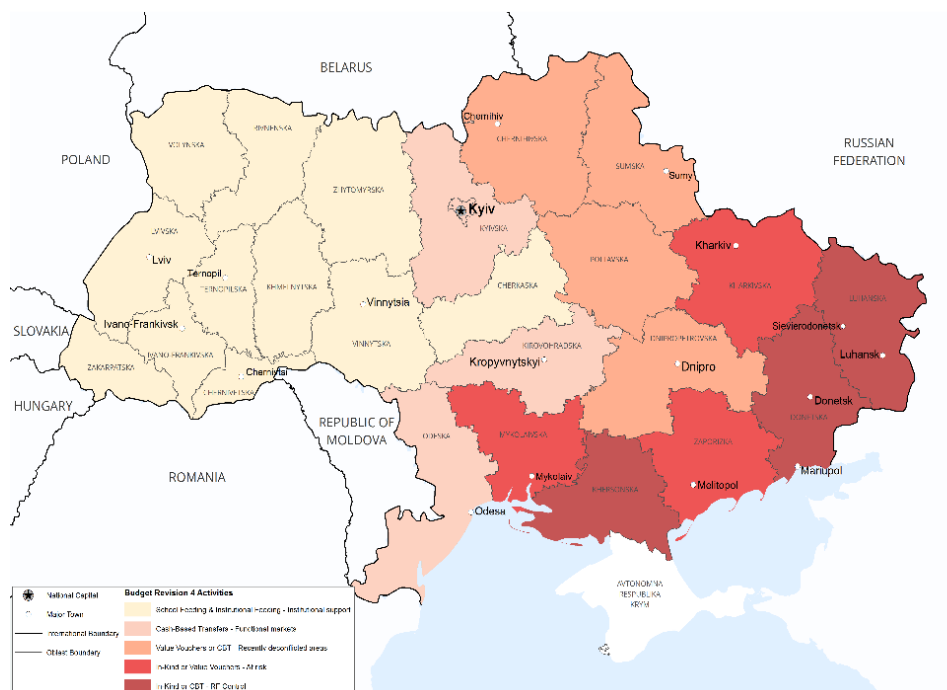 BELARUS
POLAND
RUSSIAN
FEDERATION
Chernihiv
CHERNIHIVSKA
VOLYNSKA
RIVNENSKA
ZHYTOMYRSKA
SUMSKA
Sumy
Kyiv
KYIVSKA
LVIVSKA
Lviv
Ternopil
TERNOPILSKA
KHMELNYTSKA
Kharkiv
KHARKIVSKA
POLTAVSKA
CHERKASKA
LUHANSKA
Vinnytsia
VINNYTSKA
Ivano-Frankivsk
IVANO-FRANKIVSKA
Sievierodonetsk
SLOVAKIA
ZAKARPATSKA
Chernivtsi
CHERNIVETSKA
KIROVOHRADSKA
Kropyvnytskyi
DNIPROPETROVSKA
Dnipro
Luhansk
Donetsk
DONETSKA
HUNGARY
REPUBLIC OF
MOLDOVA
ODESKA
MYKOLAIVSKA
ZAPORIZKA
ROMANIA
Mykolaiv
KHERSONSKA
Melitopol
Mariupol
Odesa
AVTONOMNA
RESPUBLIKA
KRYM
National Capital
Major Town
International Boundary
Oblast Boundary
Budget Revision 4 Activities
School Feeding & Institutional Feeding - Institutional support
Cash-Based Transfers - Functional markets
Value Vouchers or CBT - Recently deconflicted areas
In-Kind or Value Vouchers - At risk
In-Kind or CBT - RF Control